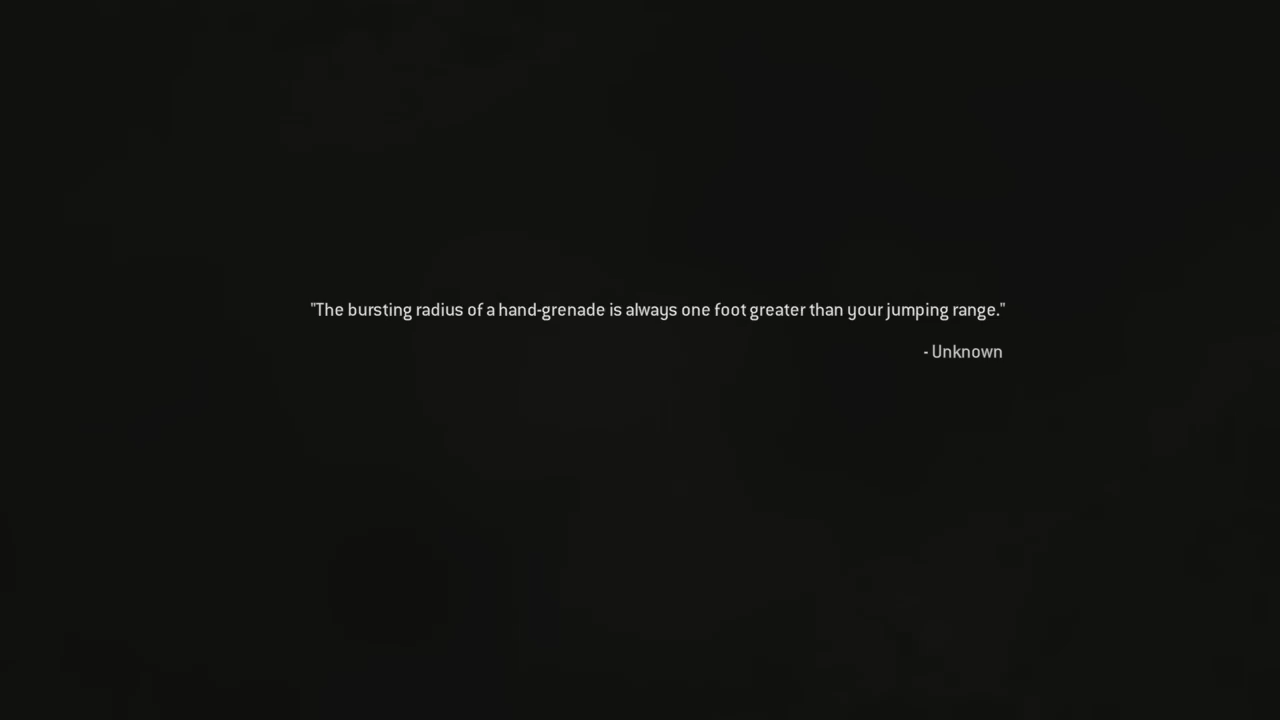 "The bursting radius of a hand-grenade is always one foot greater than your jumping range."
- Unknown